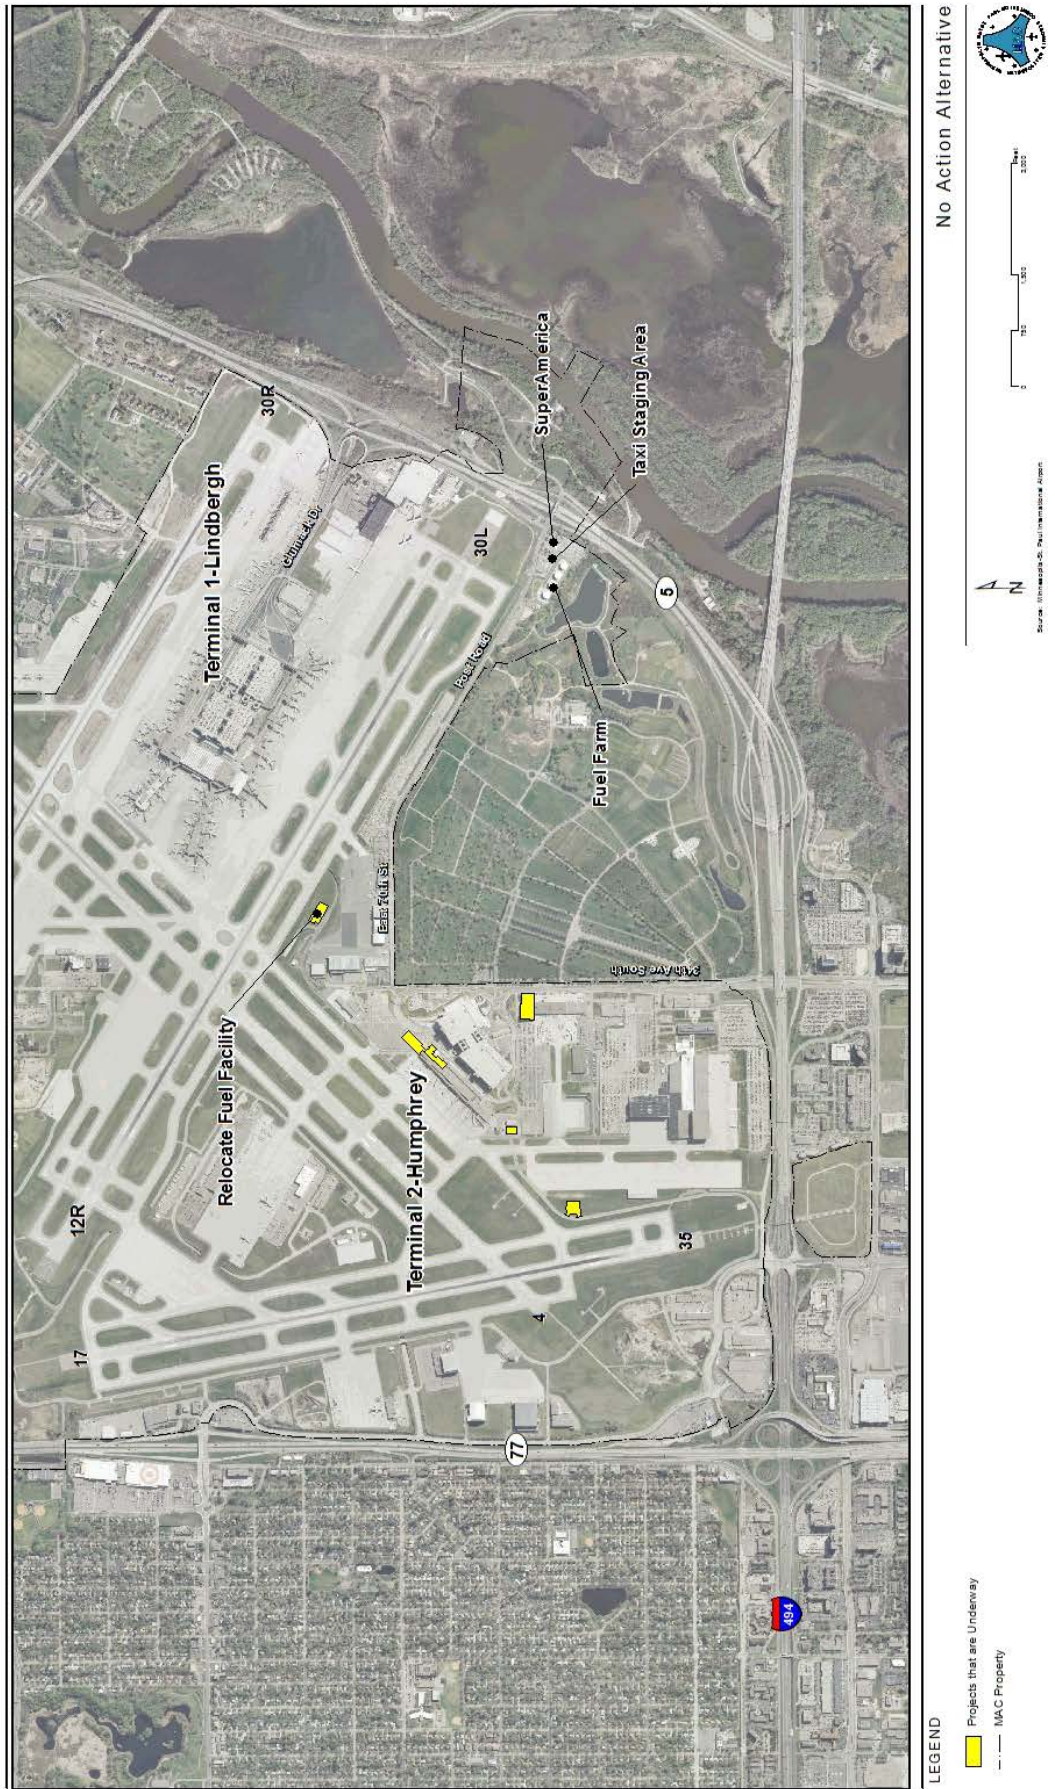 30R
Terminal 1-Lindbergh
Glumack Dr
30L
SuperAmerica
Taxi Staging Area
Post Road
5
Fuel Farm
East 70th St
34th Ave South
Relocate Fuel Facility
Terminal 2-Humphrey
12R
17
35
4
77
494
No Action Alternative
LEGEND
Projects that are Underway
MAC Property
N
0 750 1,500 3,000
Feet
Source: Minneapolis-St. Paul International Airport